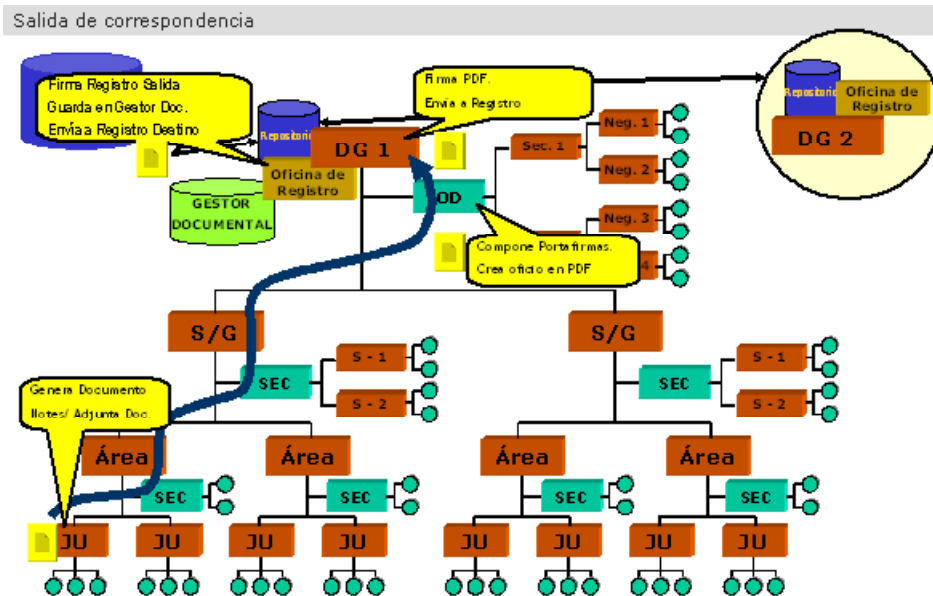 Salida de correspondencia
Firma Registro Salida
Guarda en Gestor Doc.
Envía a Registro Destino
Firma PDF.
Envía a Registro
Repositorio
Oficina de
Registro
DG 2
Repositorio
DG 1
Oficina de
Registro
GESTOR
DOCUMENTAL
OD
Sec. 1
Neg. 1
Neg. 2
Neg. 3
4
Compone Portafirmas.
Crea oficio en PDF
S/G
S/G
SEC
S - 1
S - 2
SEC
S - 1
S - 2
Genera Documento
Notes/ Adjunta Doc.
Área
Área
Área
Área
SEC
SEC
SEC
SEC
JU
JU
JU
JU
JU
JU
JU
JU